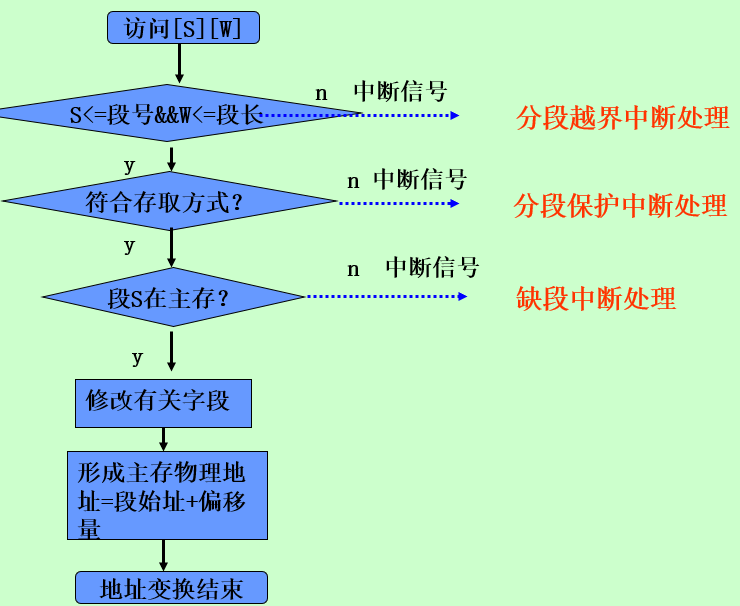 访问[S][W]
n 中断信号
S<=段号&&W<=段长
分段越界中断处理
y
n 中断信号
符合存取方式?
分段保护中断处理
y
n 中断信号
段S在主存?
缺段中断处理
y
修改有关字段
形成主存物理地
址=段始址+偏移
量
地址变换结束